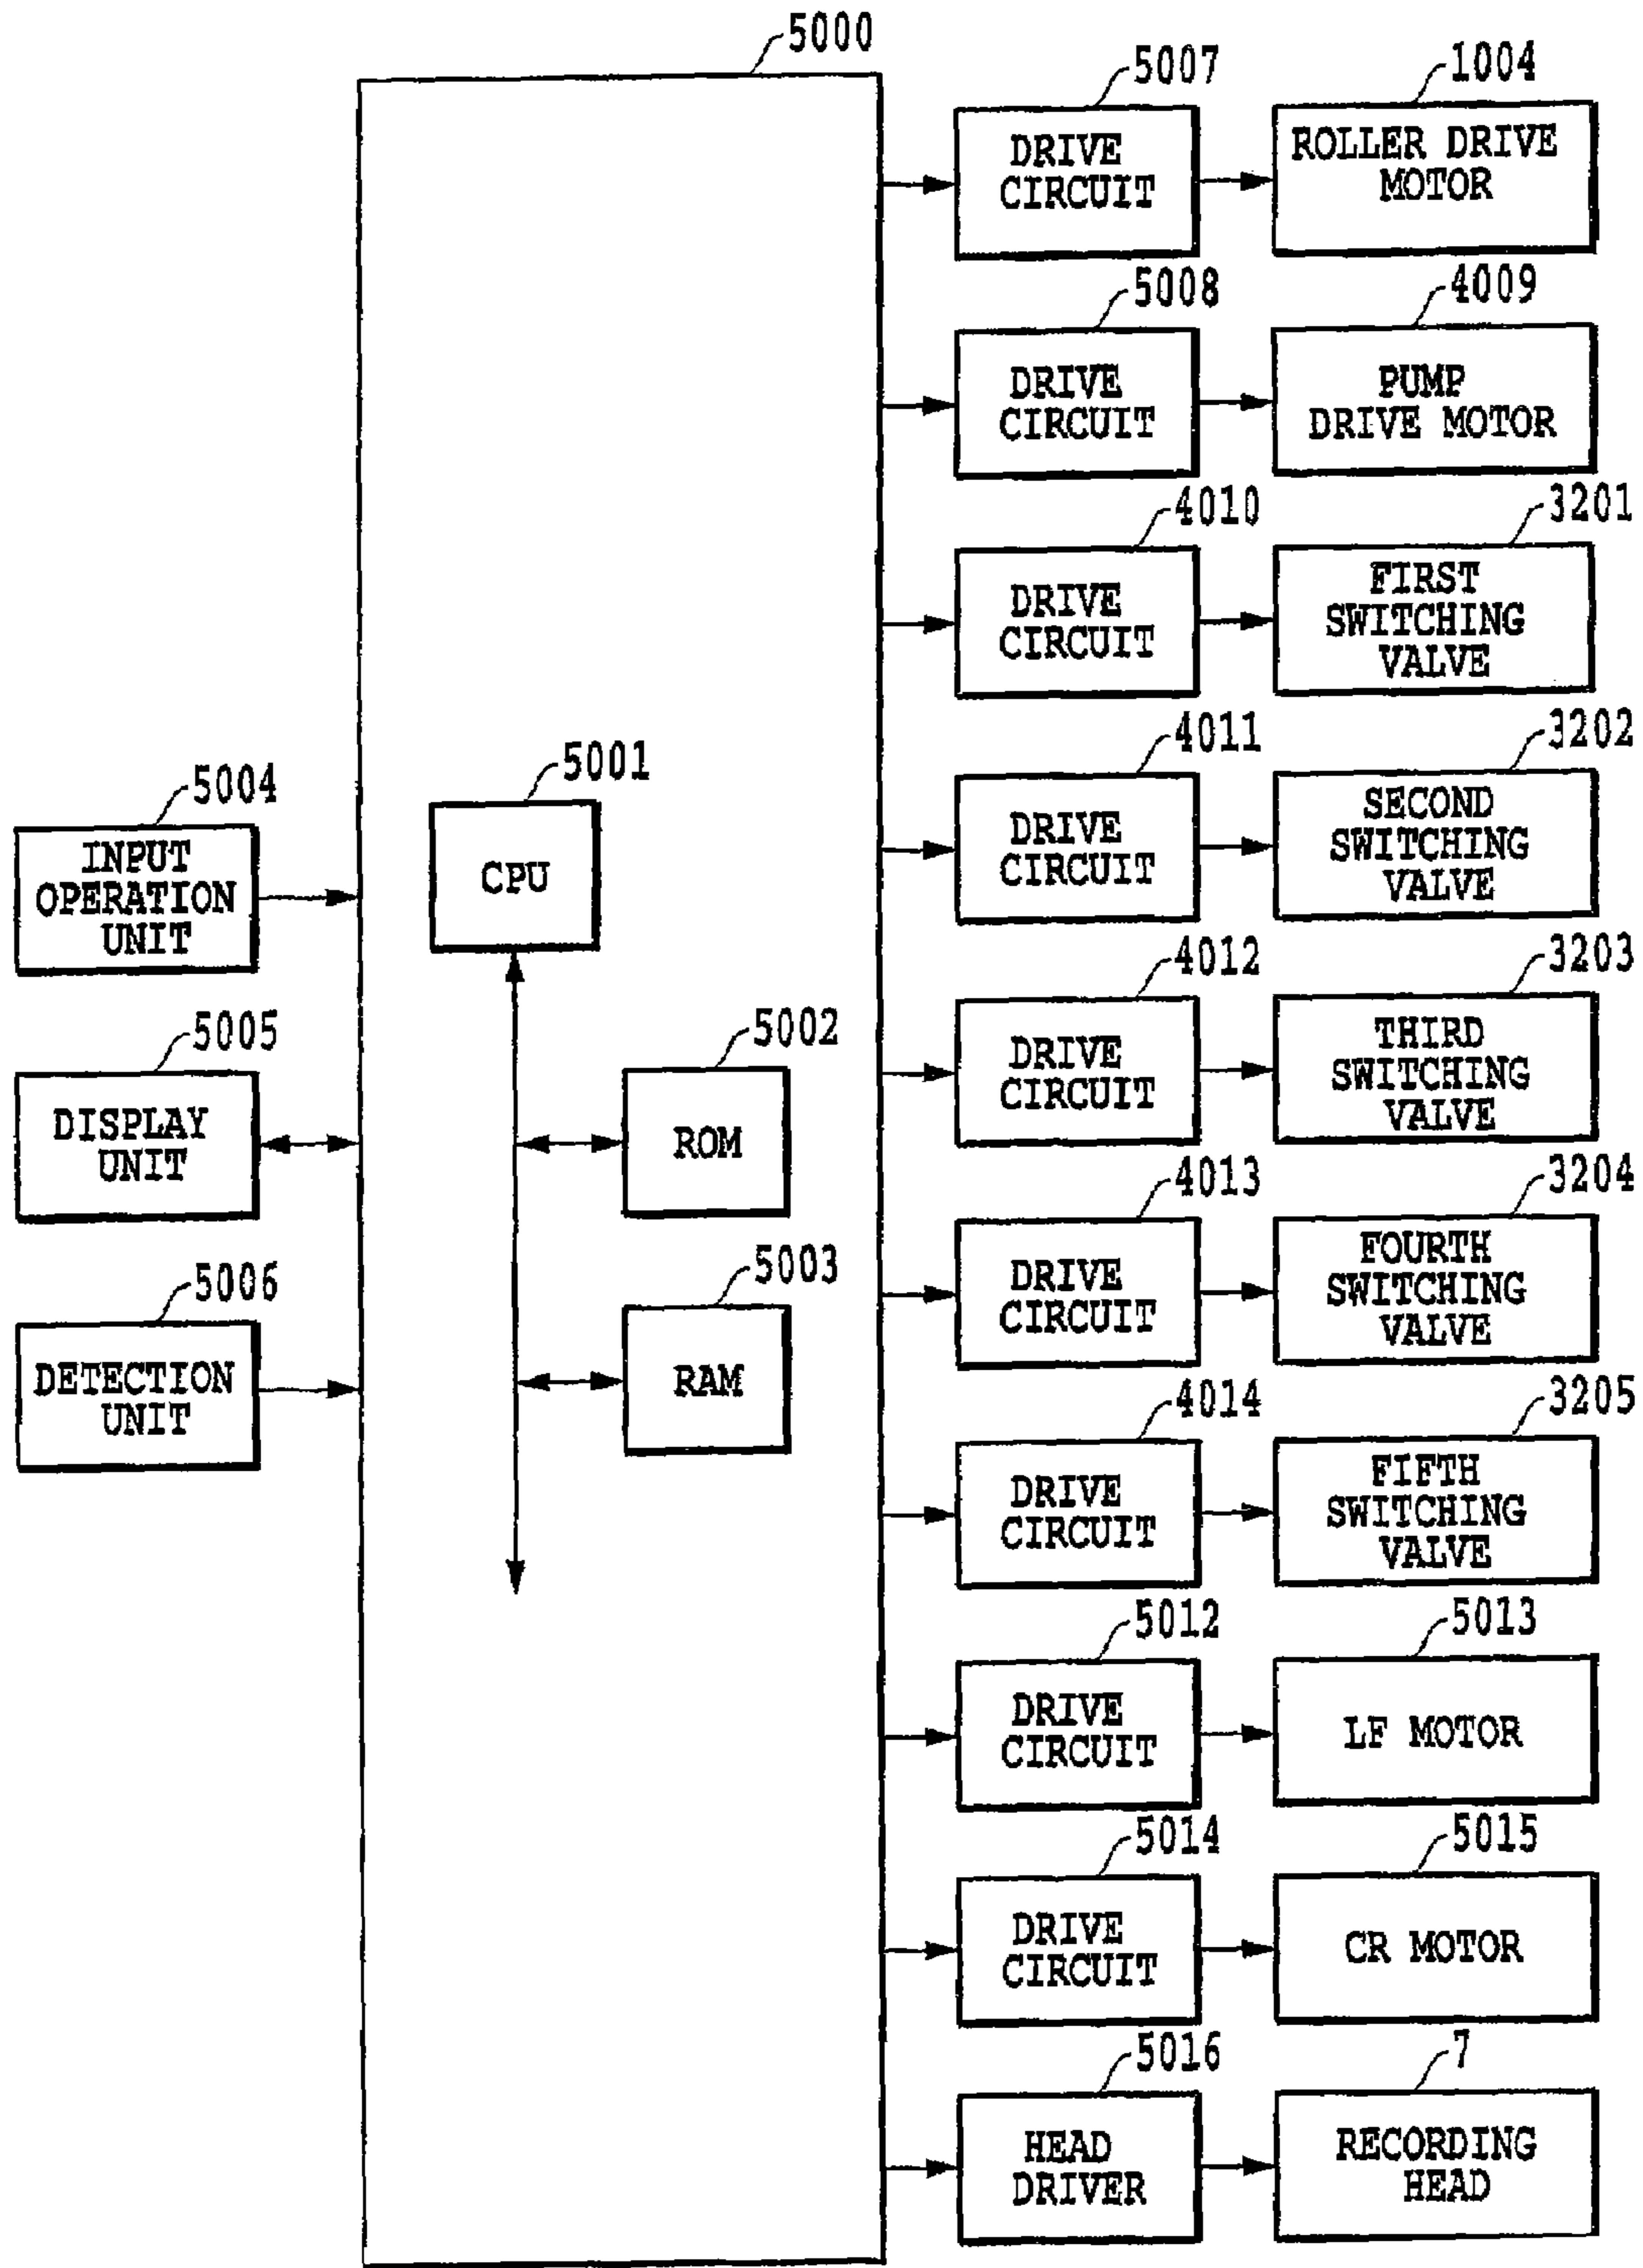 5000
5007
1004
DRIVE
CIRCUIT
ROLLER DRIVE
MOTOR
5008
4009
DRIVE
CIRCUIT
PUMP
DRIVE MOTOR
4010
3201
DRIVE
CIRCUIT
FIRST
SWITCHING
VALVE
4011
3202
DRIVE
CIRCUIT
SECOND
SWITCHING
VALVE
5001
CPU
5004
INPUT
OPERATION
UNIT
4012
3203
DRIVE
CIRCUIT
THIRD
SWITCHING
VALVE
5005
DISPLAY
UNIT
5002
ROM
4013
3204
DRIVE
CIRCUIT
FOURTH
SWITCHING
VALVE
5006
DETECTION
UNIT
5003
RAM
4014
3205
DRIVE
CIRCUIT
FIFTH
SWITCHING
VALVE
5012
5013
DRIVE
CIRCUIT
LF MOTOR
5014
5015
DRIVE
CIRCUIT
CR MOTOR
5016
7
HEAD
DRIVER
RECORDING
HEAD